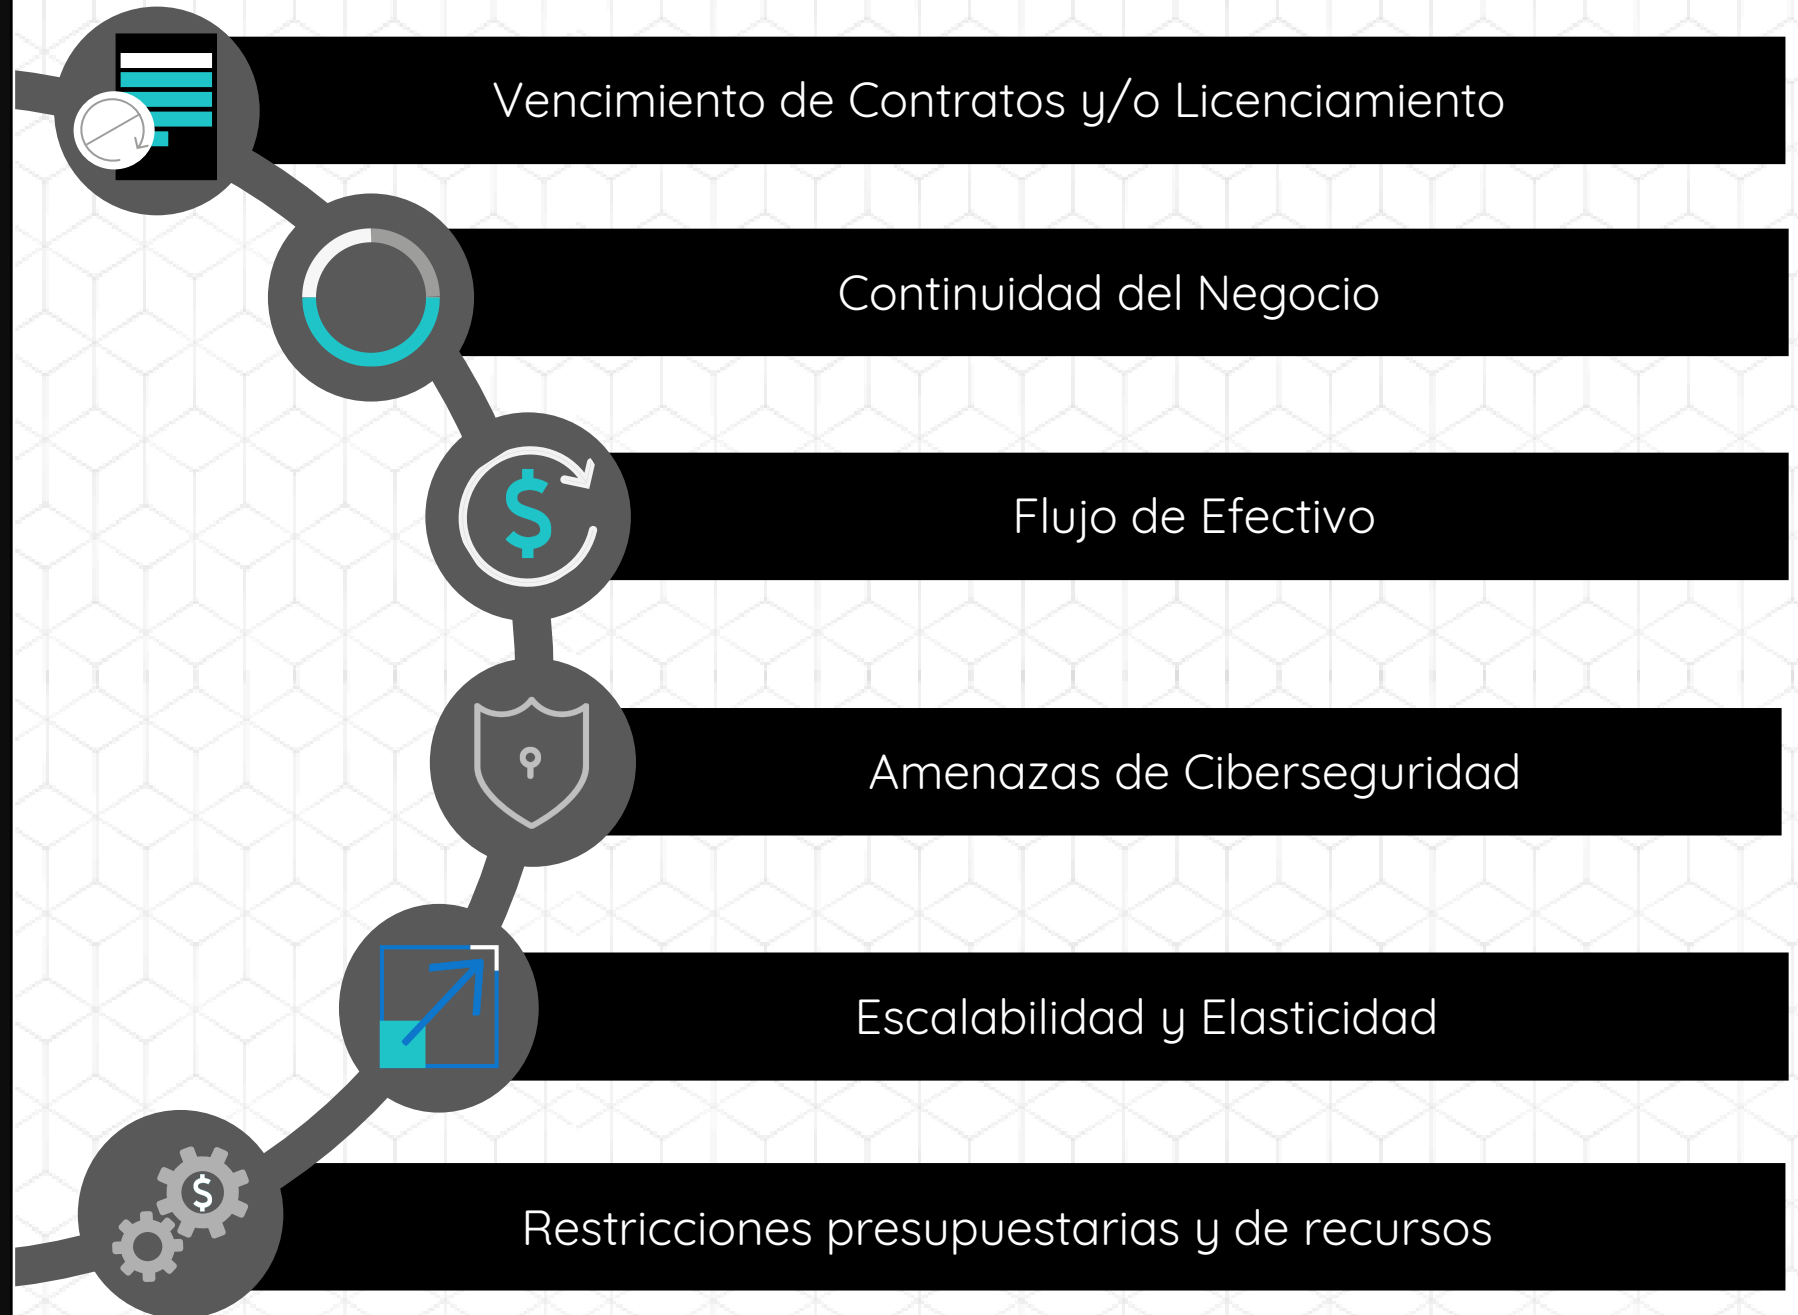 Vencimiento de Contratos y/o Licenciamiento
Continuidad del Negocio
$
Flujo de Efectivo
Amenazas de Ciberseguridad
Escalabilidad y Elasticidad
$
Restricciones presupuestarias y de recursos